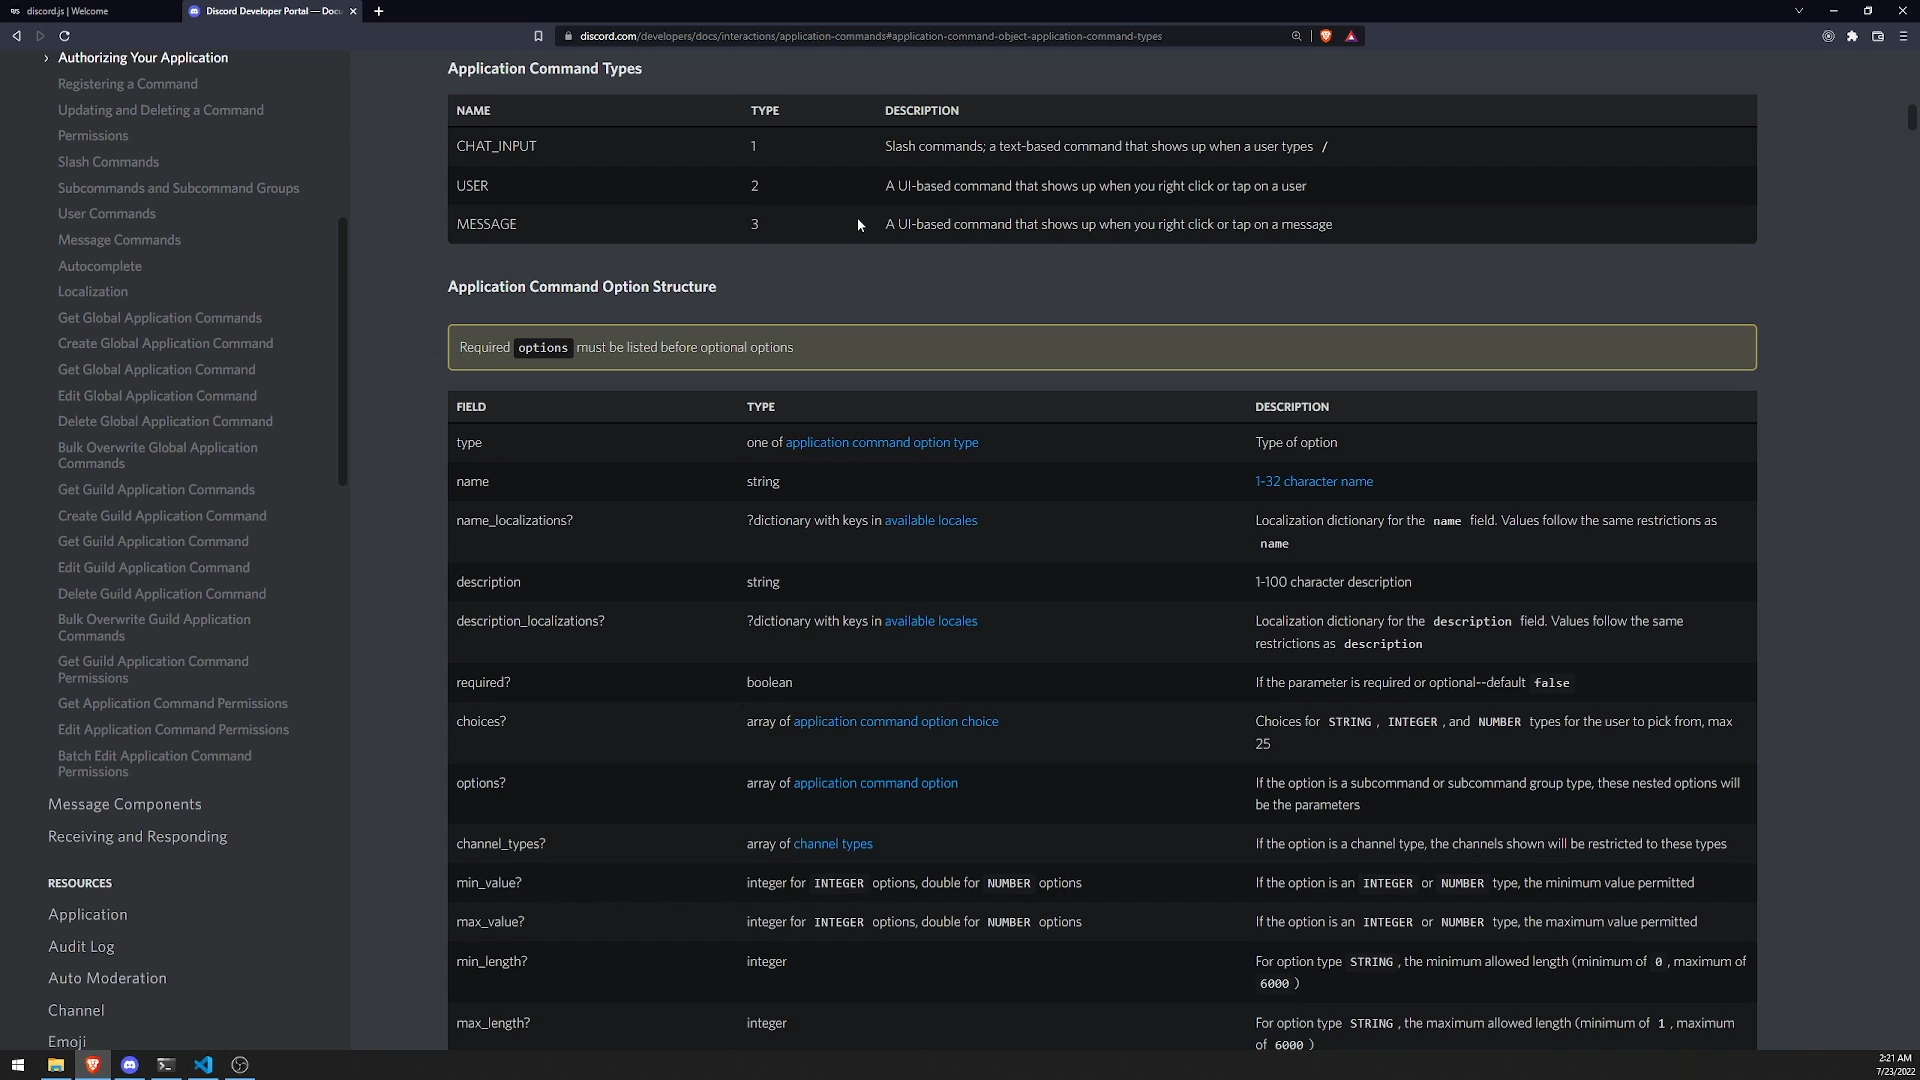 discord.js | Welcome
Discord Developer Portal — Docu
discord.com/developers/docs/interactions/application-commands#application-command-object-application-command-types
Authorizing Your Application
Registering a Command
Updating and Deleting a Command
Permissions
Slash Commands
Subcommands and Subcommand Groups
User Commands
Message Commands
Autocomplete
Localization
Get Global Application Commands
Create Global Application Command
Get Global Application Command
Edit Global Application Command
Delete Global Application Command
Bulk Overwrite Global Application
Commands
Get Guild Application Commands
Create Guild Application Command
Get Guild Application Command
Edit Guild Application Command
Delete Guild Application Command
Bulk Overwrite Guild Application
Commands
Get Guild Application Command
Permissions
Get Application Command Permissions
Edit Application Command Permissions
Batch Edit Application Command
Permissions
Message Components
Receiving and Responding
RESOURCES
Application
Audit Log
Auto Moderation
Channel
Emoji
Application Command Types
NAME TYPE DESCRIPTION
CHAT_INPUT 1 Slash commands; a text-based command that shows up when a user types /
USER 2 A UI-based command that shows up when you right click or tap on a user
MESSAGE 3 A UI-based command that shows up when you right click or tap on a message
Application Command Option Structure
Required options must be listed before optional options
FIELD TYPE DESCRIPTION
type one of application command option type Type of option
name string 1-32 character name
name_localizations? ?dictionary with keys in available locales Localization dictionary for the name field. Values follow the same restrictions as
name
description string 1-100 character description
description_localizations? ?dictionary with keys in available locales Localization dictionary for the description field. Values follow the same
restrictions as description
required? boolean If the parameter is required or optional--default false
choices? array of application command option choice Choices for STRING, INTEGER, and NUMBER types for the user to pick from, max
25
options? array of application command option If the option is a subcommand or subcommand group type, these nested options will
be the parameters
channel_types? array of channel types If the option is a channel type, the channels shown will be restricted to these types
min_value? integer for INTEGER options, double for NUMBER options If the option is an INTEGER or NUMBER type, the minimum value permitted
max_value? integer for INTEGER options, double for NUMBER options If the option is an INTEGER or NUMBER type, the maximum value permitted
min_length? integer For option type STRING, the minimum allowed length (minimum of 0, maximum of
6000)
max_length? integer For option type STRING, the maximum allowed length (minimum of 1, maximum
of 6000)
2:21 AM
7/23/2022